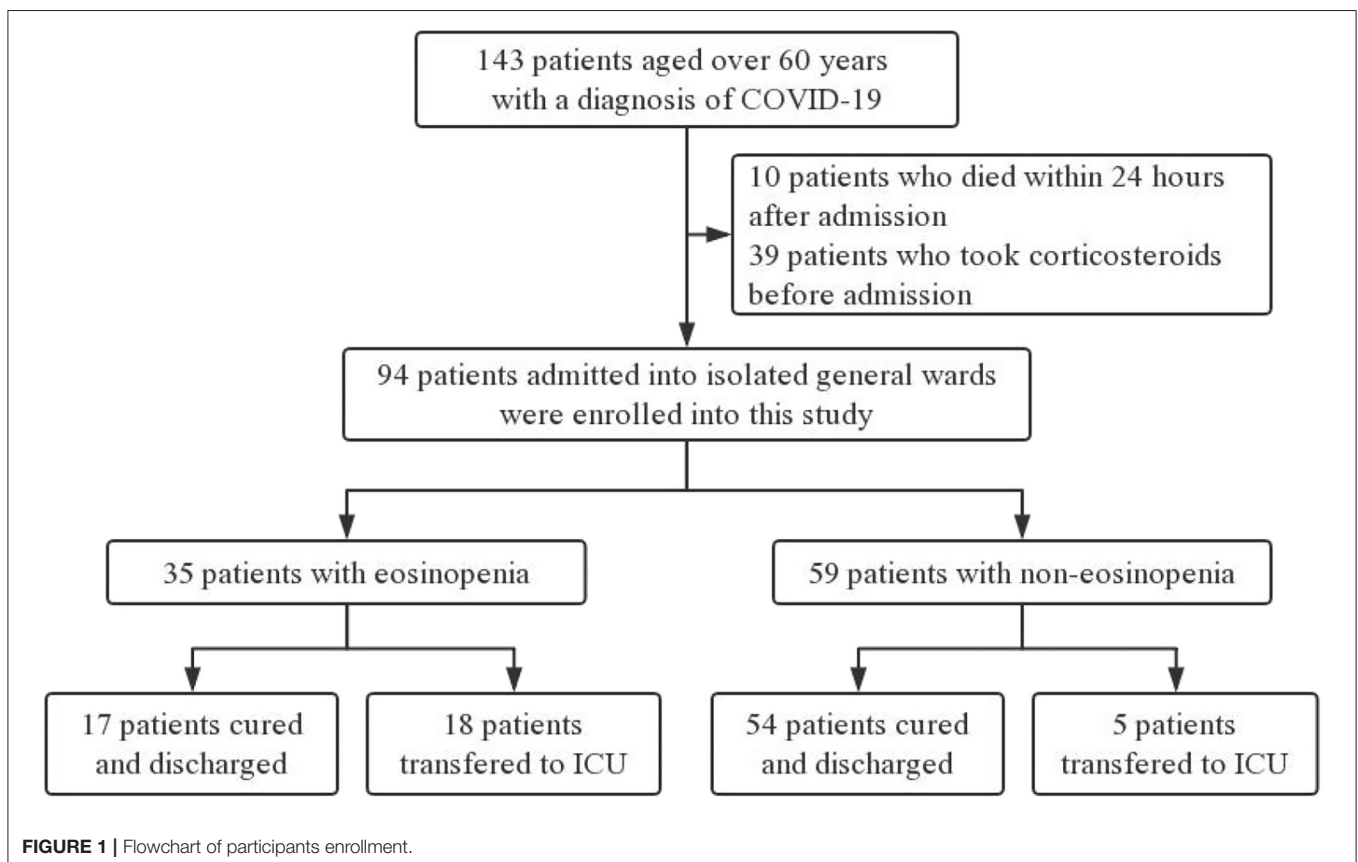 143 patients aged over 60 years
with a diagnosis of COVID-19
10 patients who died within 24 hours
after admission
39 patients who took corticosteroids
before admission
94 patients admitted into isolated general wards
were enrolled into this study
35 patients with eosinopenia
59 patients with non-eosinopenia
17 patients cured
and discharged
18 patients
transfered to ICU
54 patients cured
and discharged
5 patients
transfered to ICU
FIGURE 1 | Flowchart of participants enrollment.